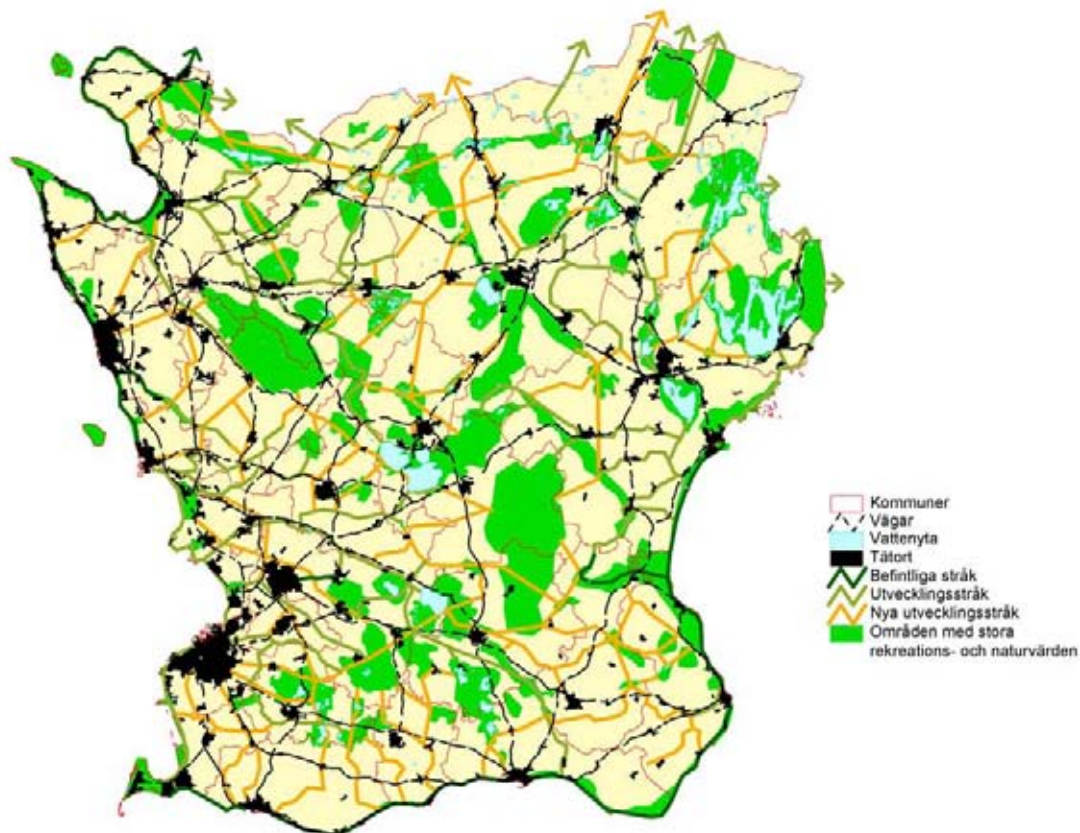 Kommuner
Vägar
Vattenyta
Tätort
Befintliga stråk
Utvecklingsstråk
Nya utvecklingsstråk
Områden med stora
rekreations- och naturvärden